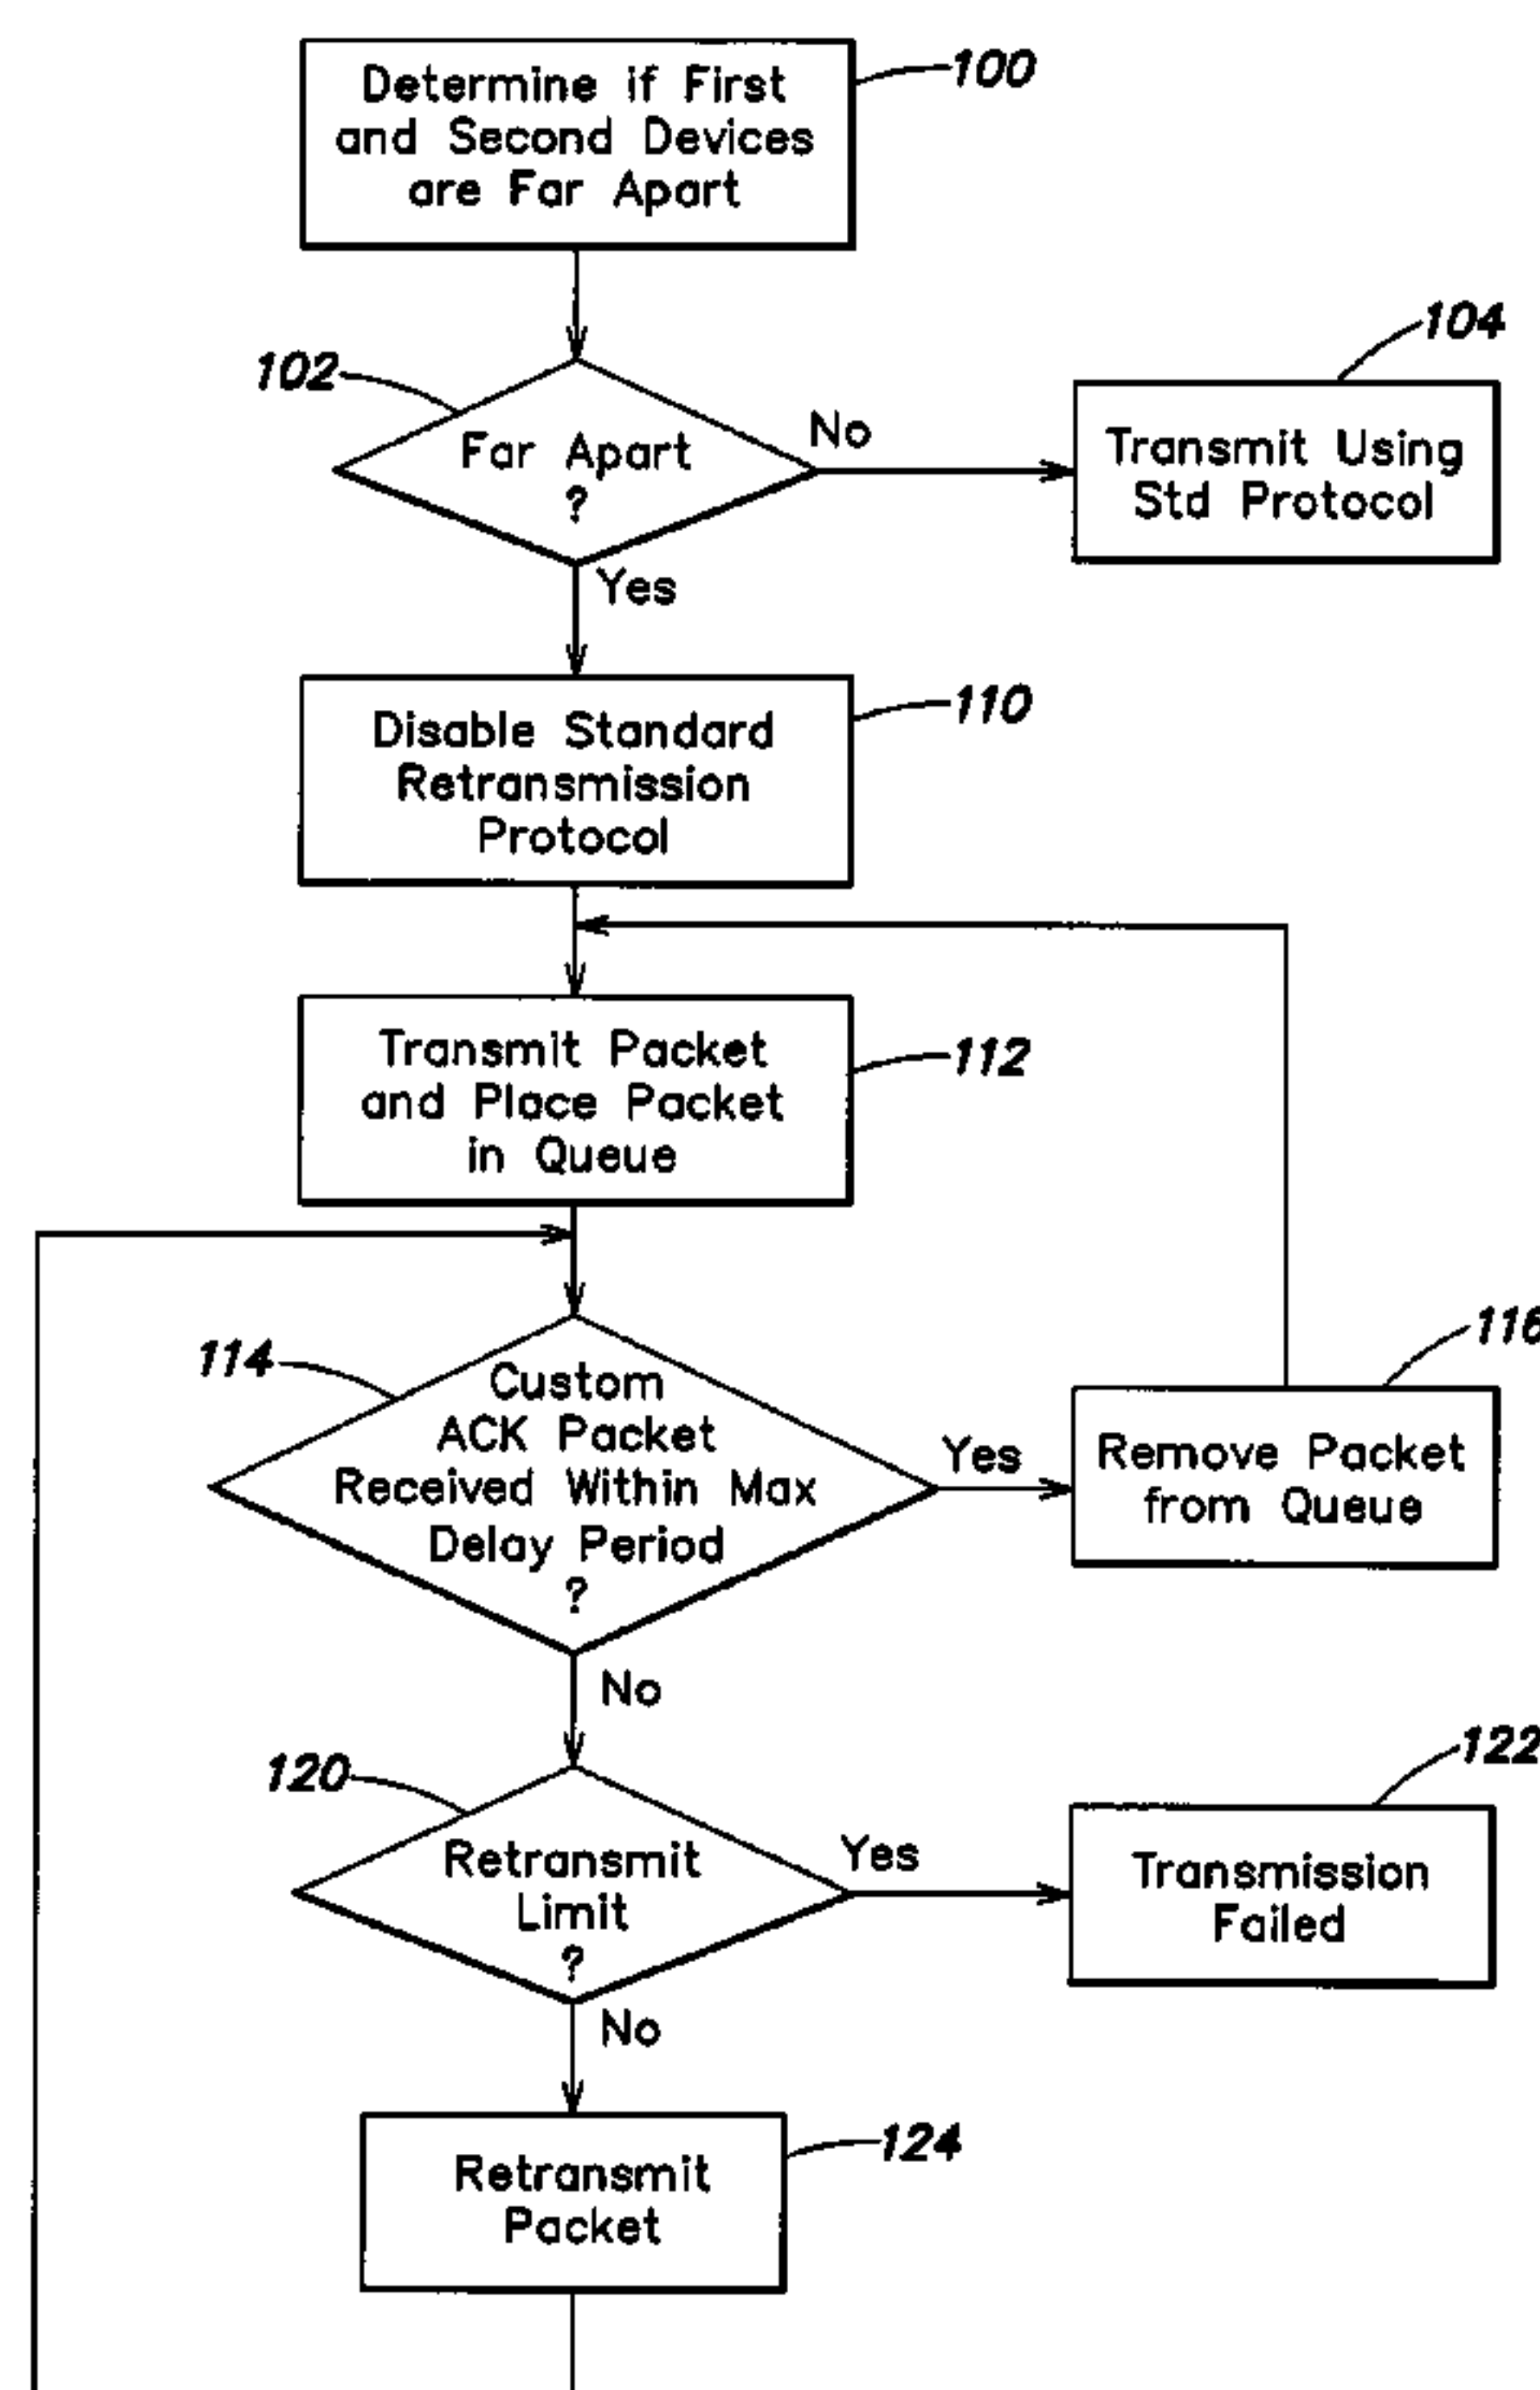 Determine if First
and Second Devices
are Far Apart
100
102
Far Apart
?
No
Yes
104
Transmit Using
Std Protocol
Disable Standard
Retransmission
Protocol
110
Transmit Packet
and Place Packet
in Queue
112
114
Custom
ACK Packet
Received Within Max
Delay Period
?
Yes
No
116
Remove Packet
from Queue
120
Retransmit
Limit
?
Yes
No
122
Transmission
Failed
Retransmit
Packet
124